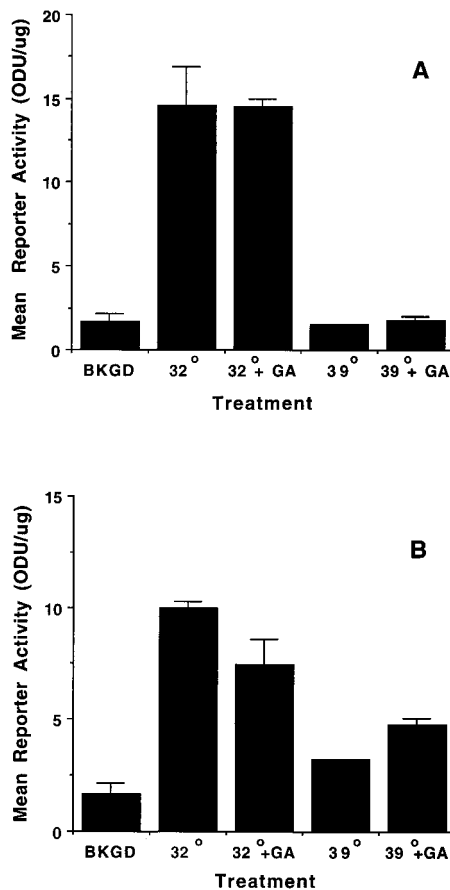 20
15
10
5
0
Mean Reporter Activity (ODU/ug)
A
BKGD 32° 32° + GA 39° 39° + GA
Treatment
15
10
5
0
Mean Reporter Activity (ODU/ug)
B
BKGD 32° 32° +GA 39° 39° +GA
Treatment